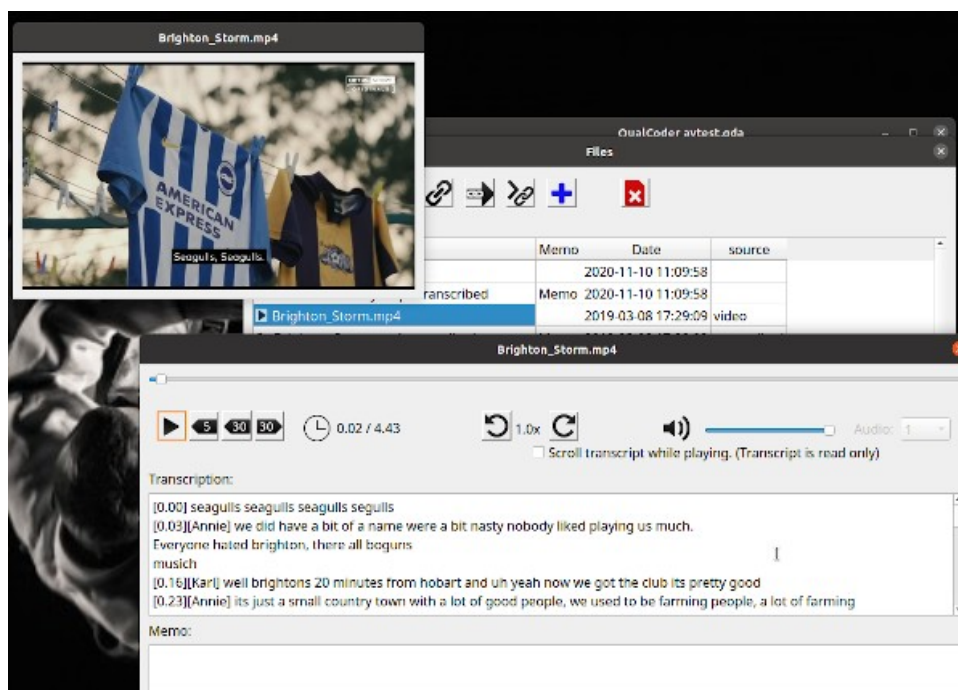 Brighton_Storm.mp4
AMERICAN
EXPRESS
Seagulls, Seagulls.
QualCoder avtest.qda
Files
Memo Date source
2020-11-10 11:09:58
ranscribed Memo 2020-11-10 11:09:58
Brighton_Storm.mp4 2019-03-08 17:29:09 video
Brighton_Storm.mp4
5 30 30 0.02 / 4.43 1.0x Audio: 1
Scroll transcript while playing. (Transcript is read only)
Transcription:
[0.00] seagulls seagulls seagulls segulls
[0.03][Annie] we did have a bit of a name were a bit nasty nobody liked playing us much.
Everyone hated brighton, there all boguns
musich
[0.16][Karl] well brightons 20 minutes from hobart and uh yeah now we got the club its pretty good
[0.23][Annie] its just a small country town with a lot of good people, we used to be farming people, a lot of farming
Memo: